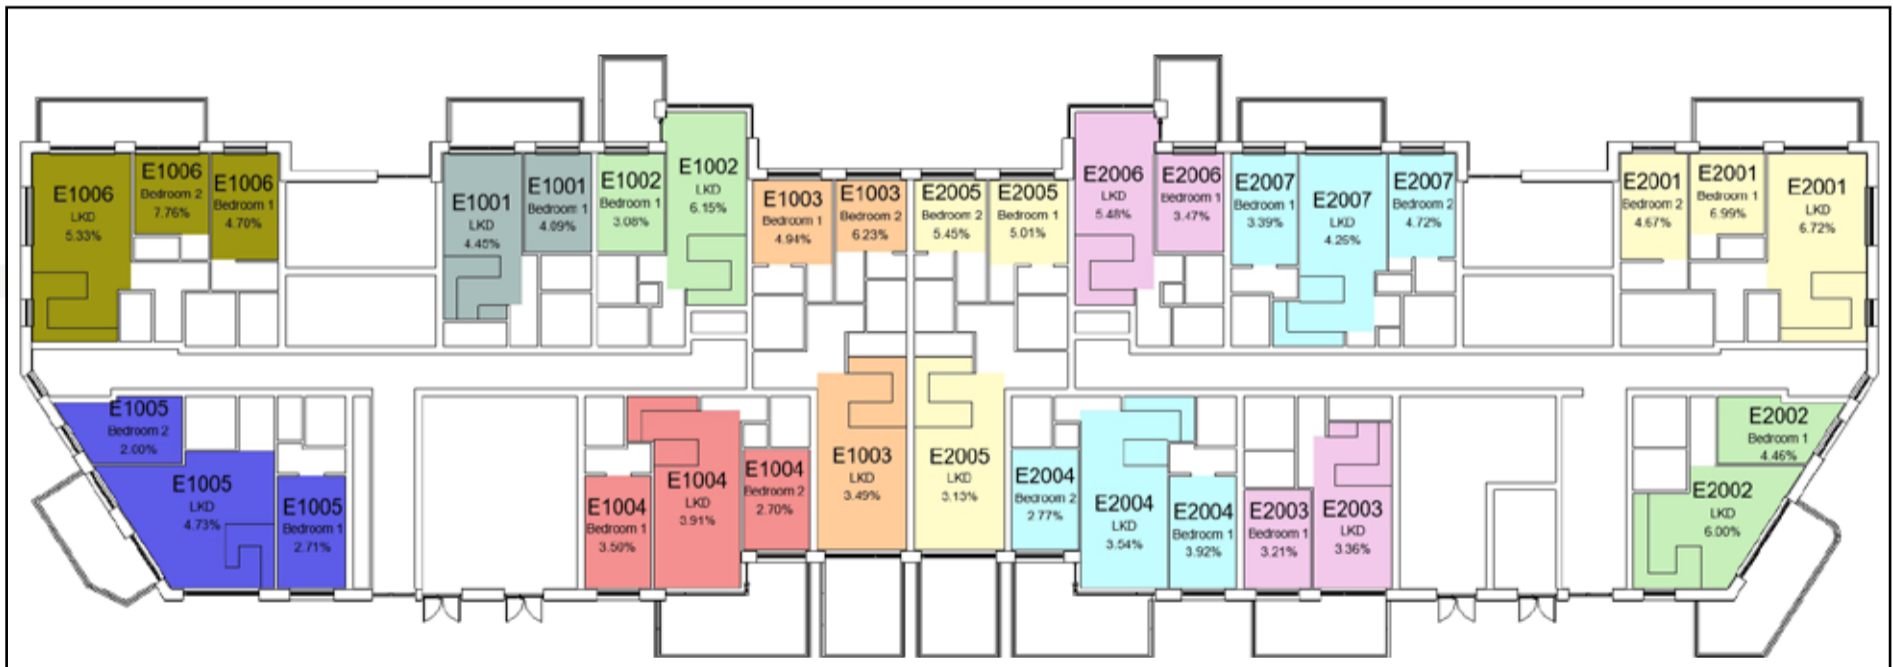 E1006
LKD
5.33%
E1006
Bedroom 2
7.76%
E1006
Bedroom 1
4.70%
E1001
LKD
4.45%
E1001
Bedroom 1
4.09%
E1002
Bedroom 1
3.08%
E1002
LKD
6.15%
E1003
Bedroom 1
4.94%
E1003
Bedroom 2
6.23%
E2005
Bedroom 2
5.45%
E2005
Bedroom 1
5.01%
E2006
LKD
5.48%
E2006
Bedroom 1
3.47%
E2007
Bedroom 1
3.39%
E2007
LKD
4.26%
E2007
Bedroom 2
4.72%
E2001
Bedroom 2
4.67%
E2001
Bedroom 1
6.99%
E2001
LKD
6.72%
E1005
Bedroom 2
2.00%
E1005
LKD
4.73%
E1005
Bedroom 1
2.71%
E1004
Bedroom 1
3.50%
E1004
LKD
3.91%
E1004
Bedroom 2
2.70%
E1003
LKD
3.49%
E2005
LKD
3.13%
E2004
Bedroom 2
2.77%
E2004
LKD
3.54%
E2004
Bedroom 1
3.92%
E2003
Bedroom 1
3.21%
E2003
LKD
3.36%
E2002
Bedroom 1
4.46%
E2002
LKD
6.00%